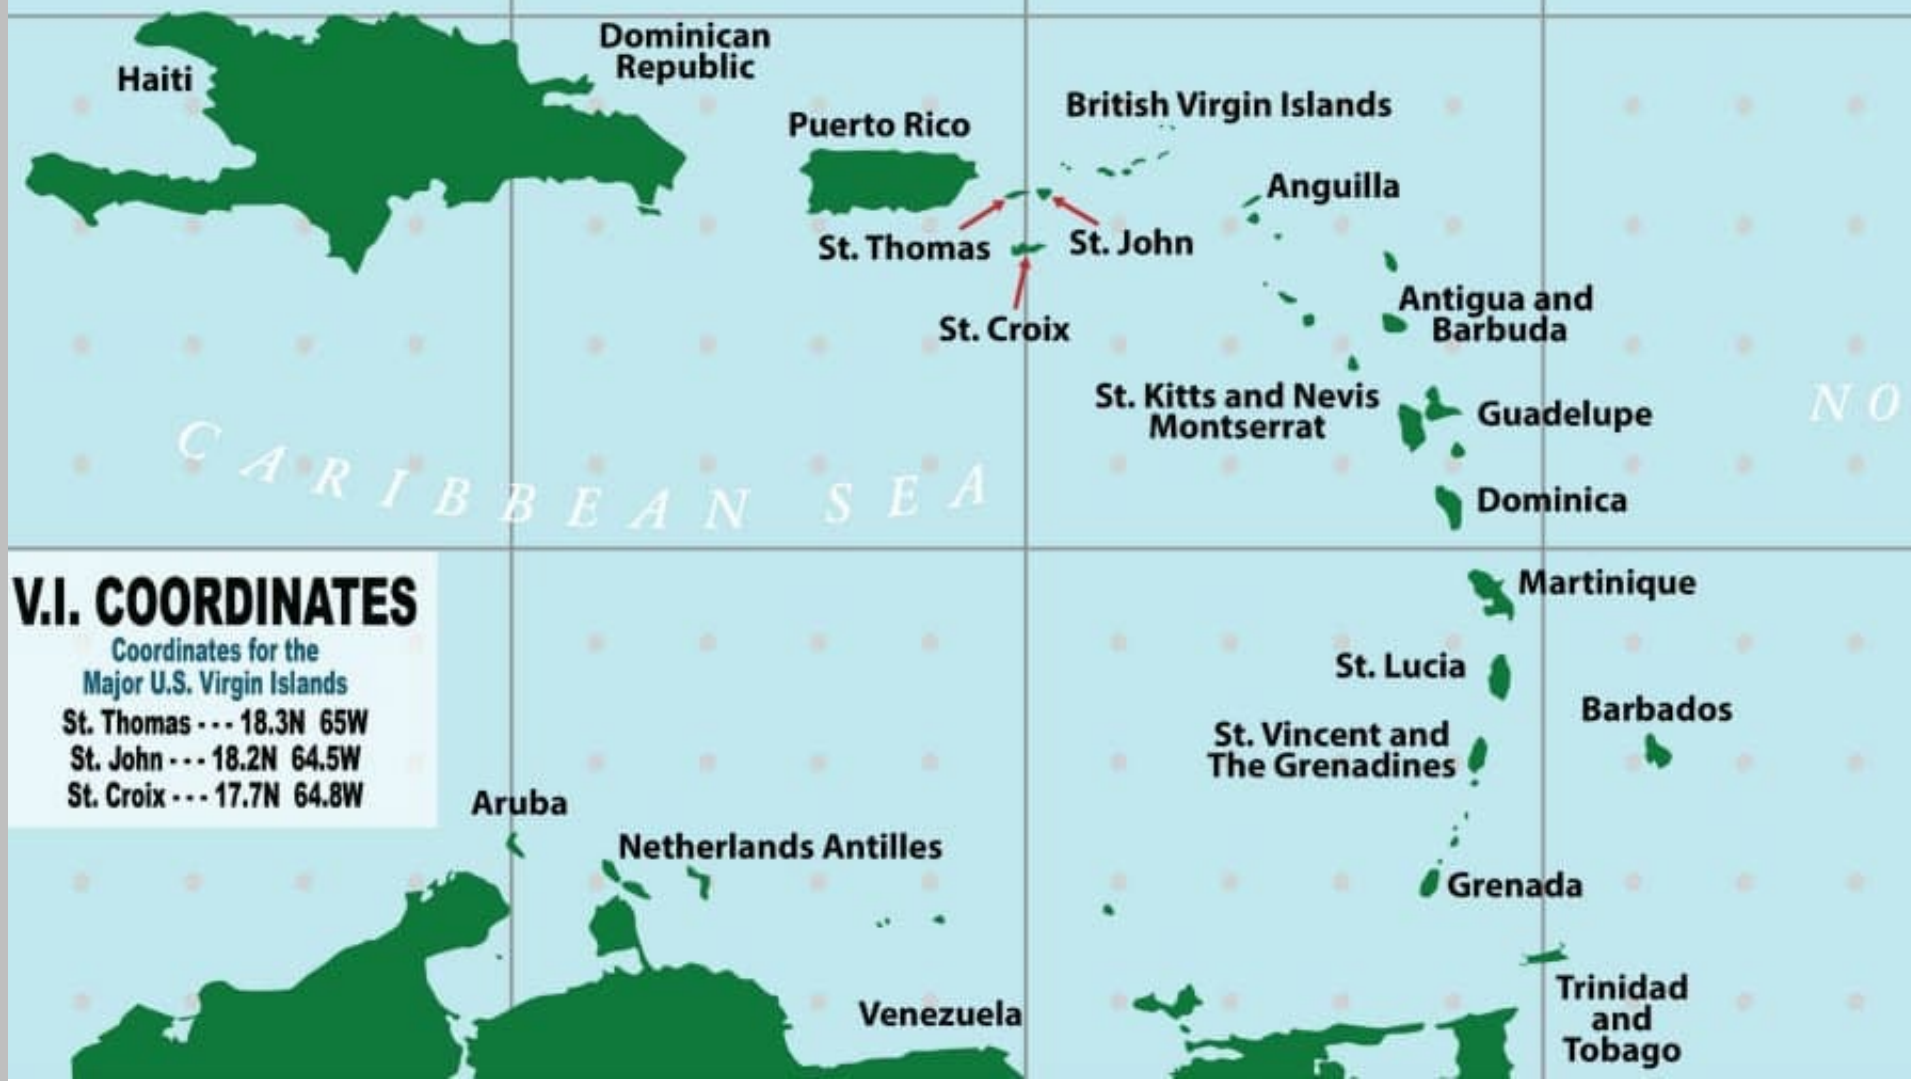 Haiti
Dominican
Republic
Puerto Rico
British Virgin Islands
Anguilla
St. Thomas
St. John
St. Croix
Antigua and
Barbuda
St. Kitts and Nevis
Montserrat
Guadelupe
Dominica
CARIBBEAN SEA
NO
V.I. COORDINATES
Coordinates for the
Major U.S. Virgin Islands
St. Thomas --- 18.3N 65W
St. John --- 18.2N 64.5W
St. Croix --- 17.7N 64.8W
Martinique
St. Lucia
Barbados
St. Vincent and
The Grenadines
Aruba
Netherlands Antilles
Grenada
Venezuela
Trinidad
and
Tobago